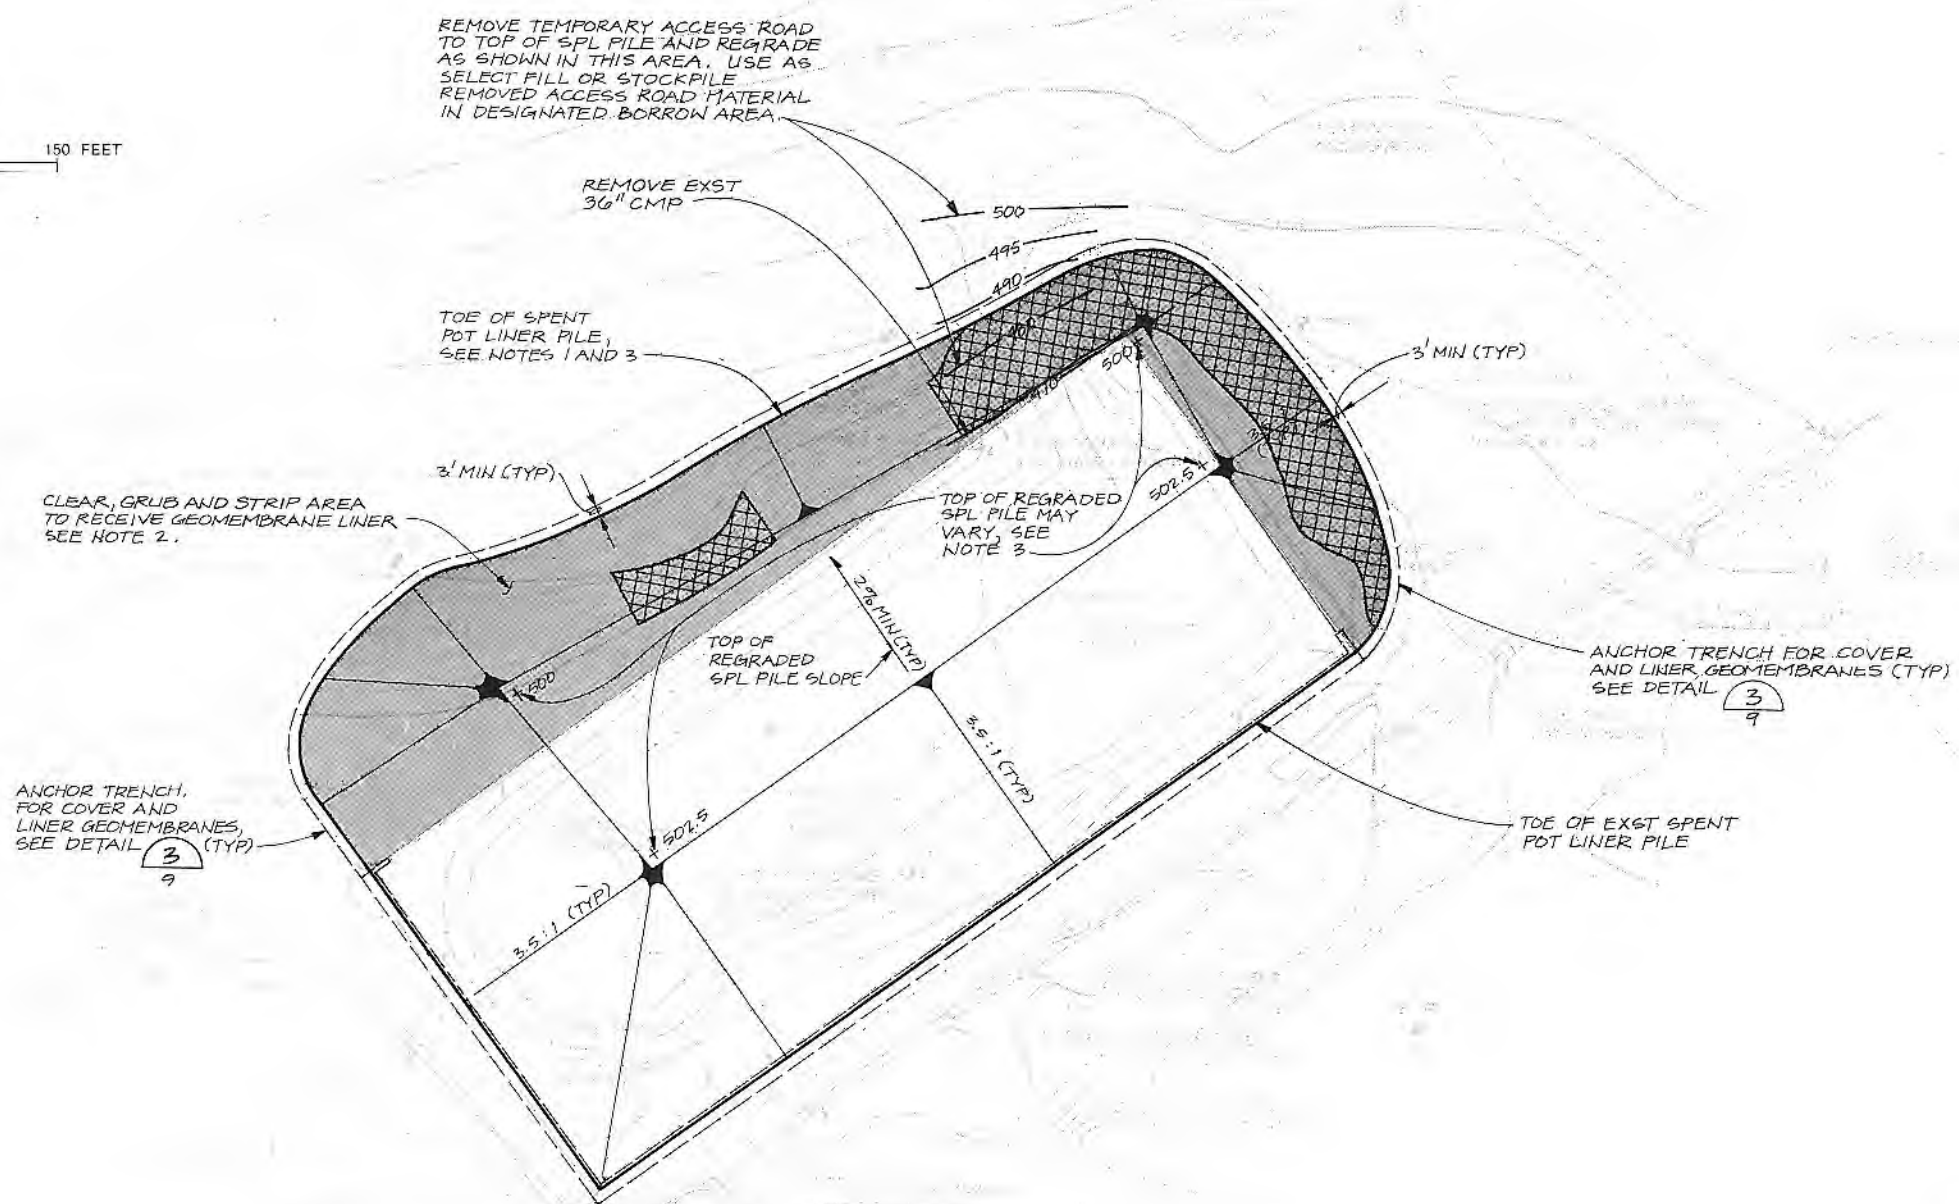 REMOVE TEMPORARY ACCESS ROAD
TO TOP OF SPL PILE AND REGRADE
AS SHOWN IN THIS AREA. USE AS
SELECT FILL OR STOCKPILE
REMOVED ACCESS ROAD MATERIAL
IN DESIGNATED BORROW AREA.
150 FEET
REMOVE EXST
36" CMP
500
495
490
TOE OF SPENT
POT LINER PILE,
SEE NOTES 1 AND 3
3' MIN (TYP)
500
3' MIN (TYP)
CLEAR, GRUB AND STRIP AREA
TO RECEIVE GEOMEMBRANE LINER
SEE NOTE 2.
502.5
TOP OF REGRADED
SPL PILE MAY
VARY, SEE
NOTE 3
2% MIN (TYP)
TOP OF
REGRADED
SPL PILE SLOPE
500
ANCHOR TRENCH FOR COVER
AND LINER GEOMEMBRANES (TYP)
SEE DETAIL 3
9
3.5:1 (TYP)
ANCHOR TRENCH,
FOR COVER AND
LINER GEOMEMBRANES,
SEE DETAIL 3 (TYP)
9
502.5
TOE OF EXST SPENT
POT LINER PILE
3.5:1 (TYP)